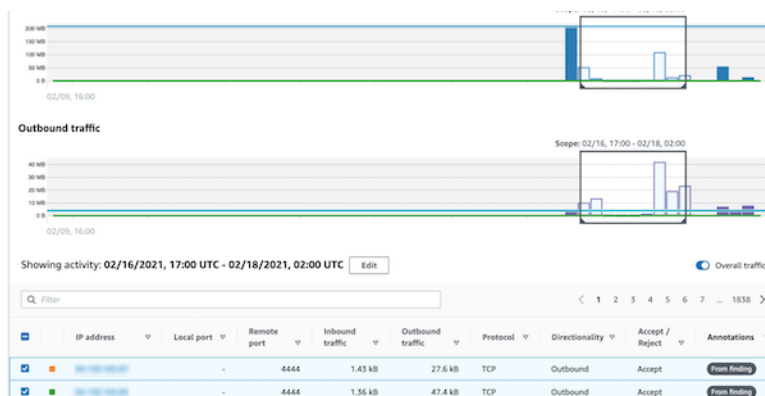 200 MB
150 MB
100 MB
50 MB
0 B
02/09, 16:00
Outbound traffic
Scope: 02/16, 17:00 - 02/18, 02:00
40 MB
30 MB
20 MB
10 MB
0 B
02/09, 16:00
Showing activity: 02/16/2021, 17:00 UTC - 02/18/2021, 02:00 UTC Edit Overall traffic
Filter 1 2 3 4 5 6 7 ... 1838
IP address Local port Remote port Inbound traffic Outbound traffic Protocol Directionality Accept / Reject Annotations
- 4444 1.43 kB 27.6 kB TCP Outbound Accept From finding
- 4444 1.36 kB 47.4 kB TCP Outbound Accept From finding